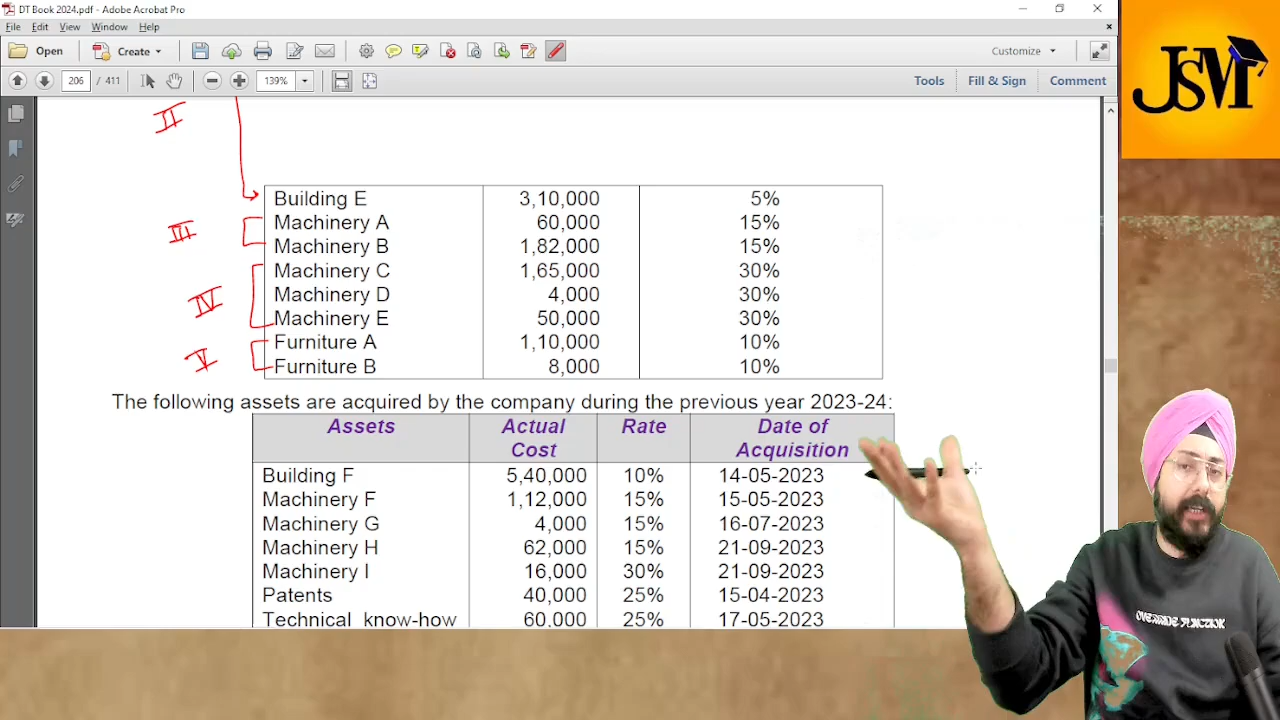 DT Book 2024.pdf - Adobe Acrobat Pro
File Edit View Window Help
Open Create Customize
206 / 411 139% Tools Fill & Sign Comment
JSM
II
Building E 3,10,000 5%
III
Machinery A 60,000 15%
Machinery B 1,82,000 15%
Machinery C 1,65,000 30%
IV
Machinery D 4,000 30%
Machinery E 50,000 30%
V
Furniture A 1,10,000 10%
Furniture B 8,000 10%
The following assets are acquired by the company during the previous year 2023-24:
Assets Actual Cost Rate Date of Acquisition
Building F 5,40,000 10% 14-05-2023
Machinery F 1,12,000 15% 15-05-2023
Machinery G 4,000 15% 16-07-2023
Machinery H 62,000 15% 21-09-2023
Machinery I 16,000 30% 21-09-2023
Patents 40,000 25% 15-04-2023
Technical know-how 60,000 25% 17-05-2023